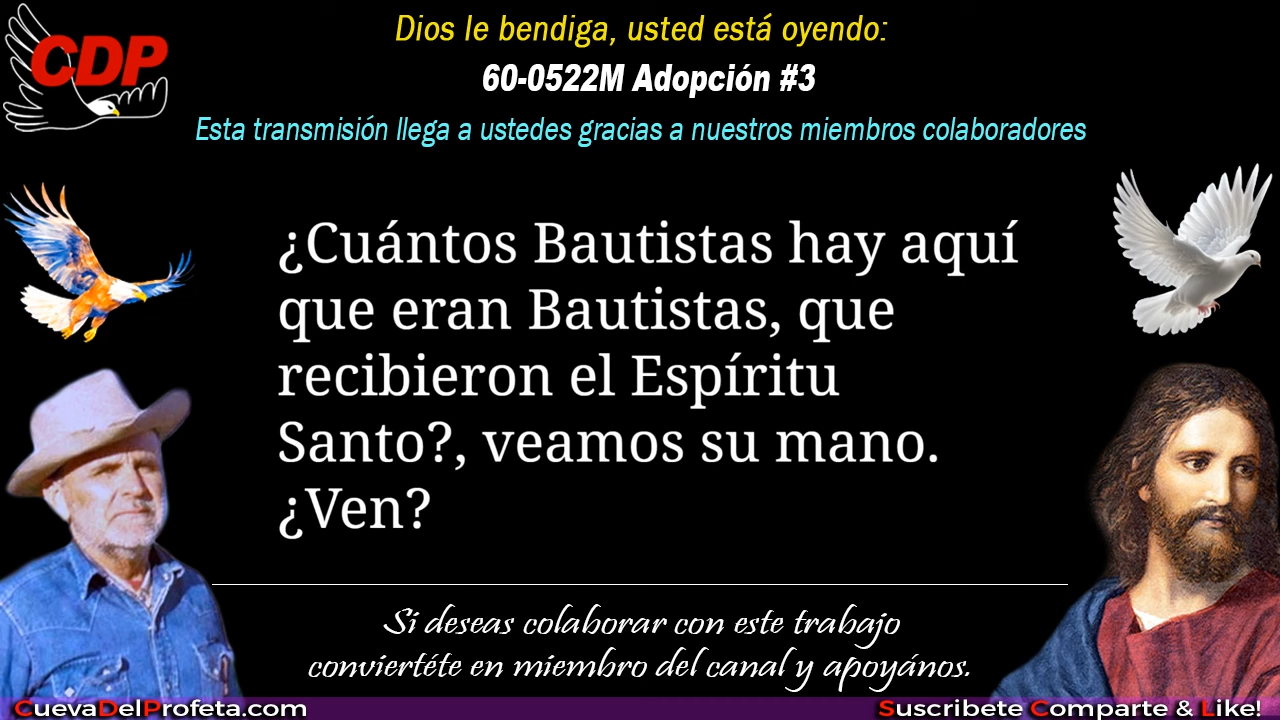 CDP
Dios le bendiga, usted está oyendo:
60-0522M Adopción #3
Esta transmisión llega a ustedes gracias a nuestros miembros colaboradores
¿Cuántos Bautistas hay aquí
que eran Bautistas, que
recibieron el Espíritu
Santo?, veamos su mano.
¿Ven?
Si deseas colaborar con este trabajo
conviertéte en miembro del canal y apoyános.
CuevaDelProfeta.com
Suscribete Comparte & Like!